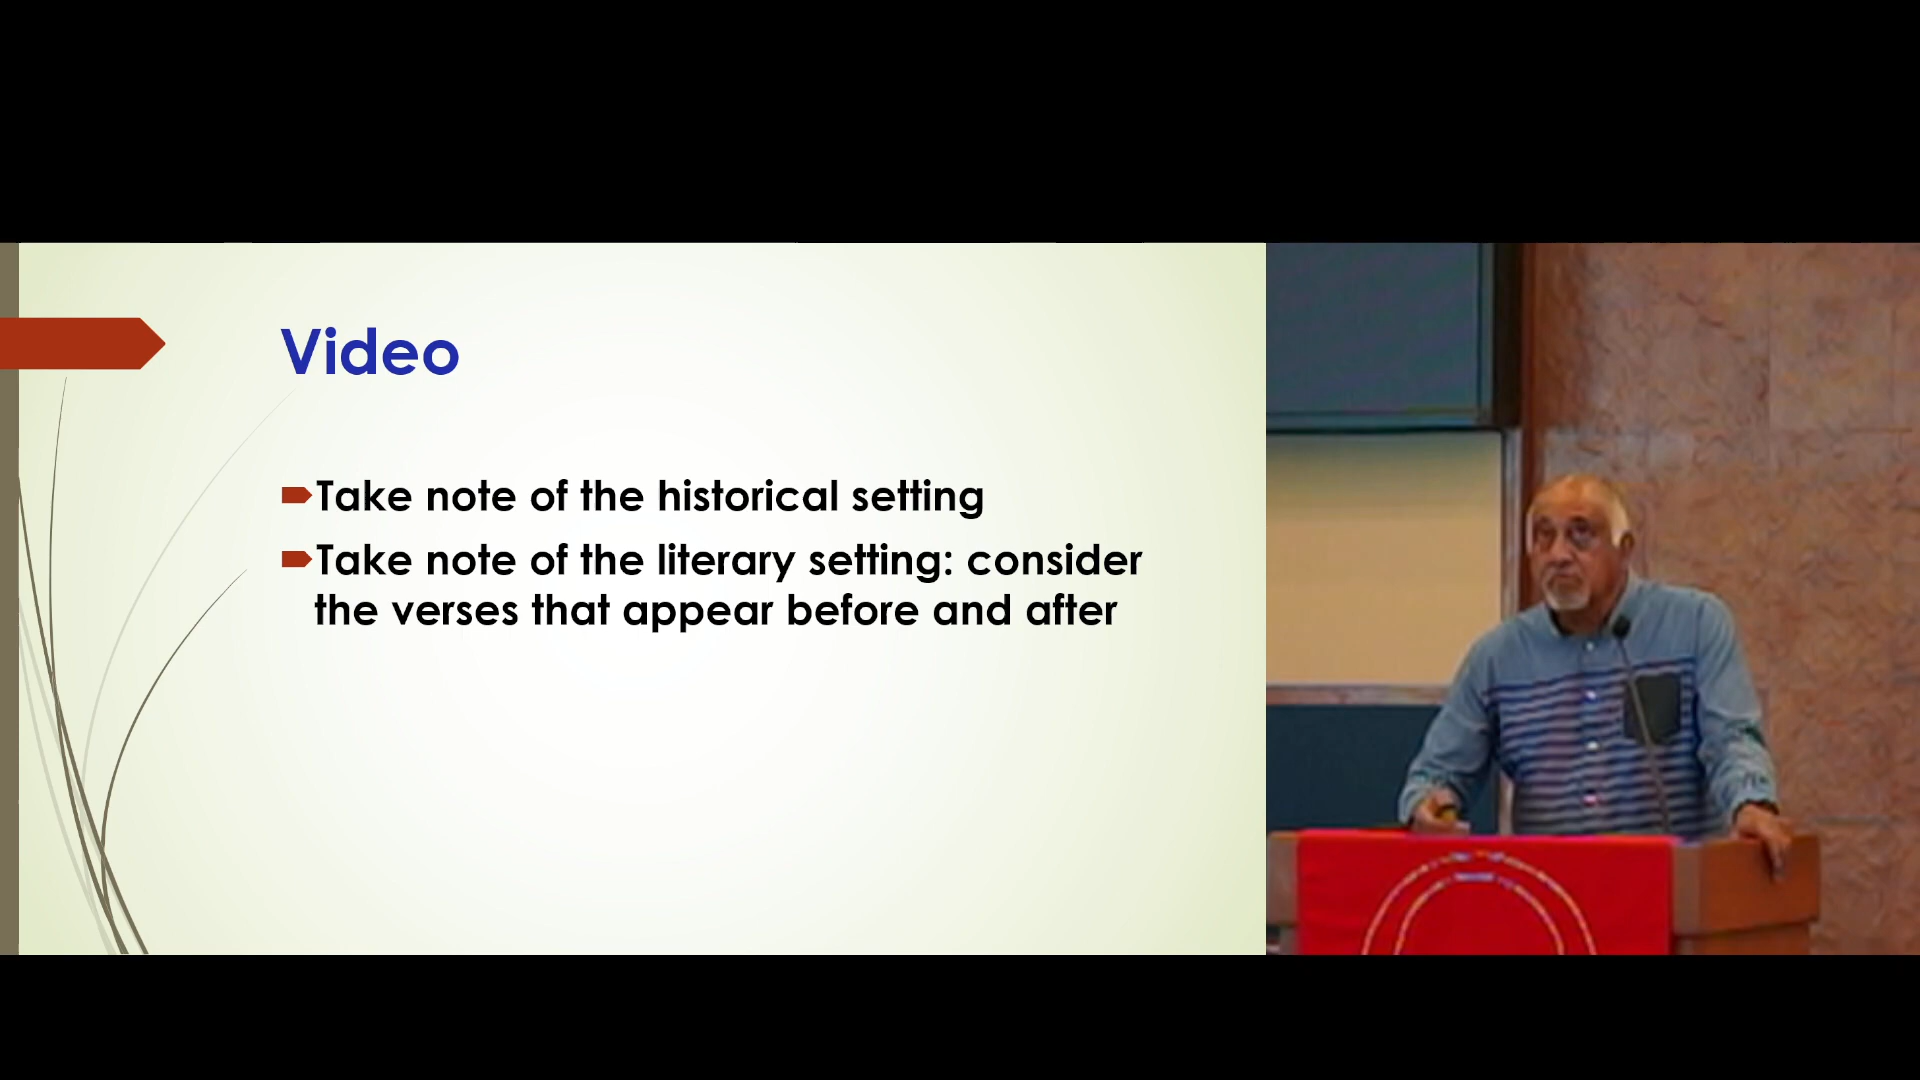 Video
Take note of the historical setting
Take note of the literary setting: consider
the verses that appear before and after